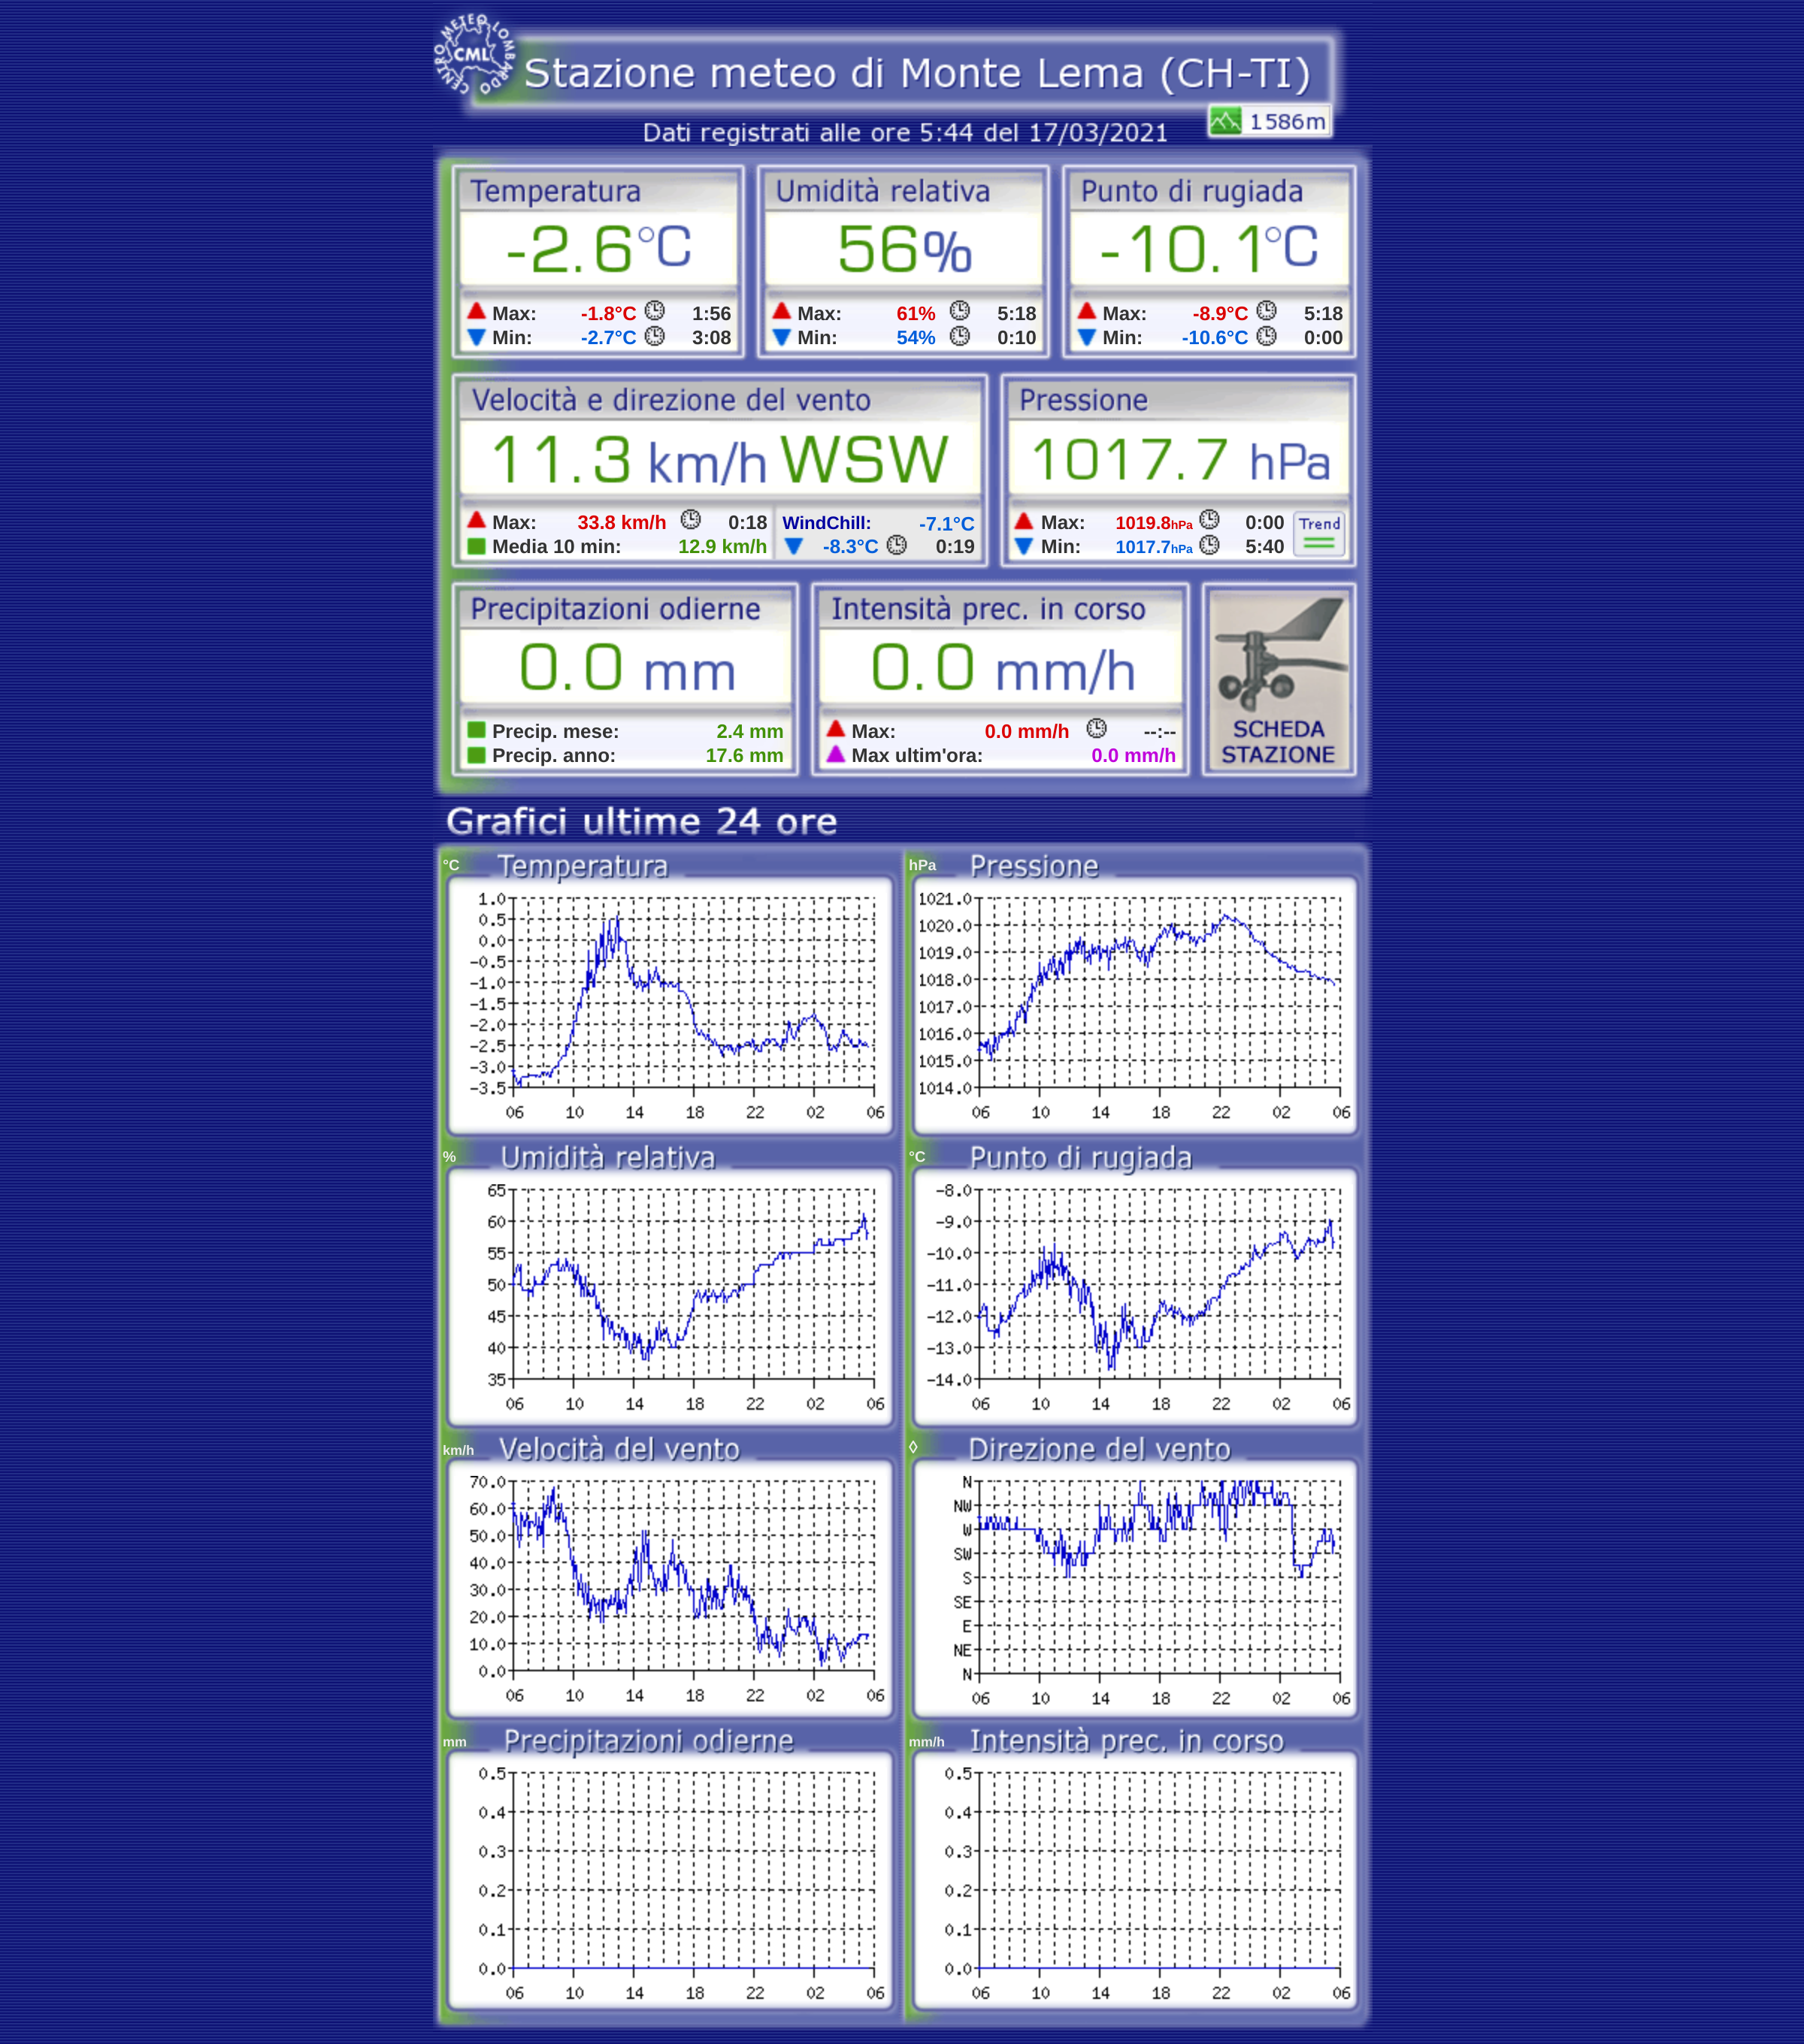 CENTRO METEO LOMBARDO
CML
Stazione meteo di Monte Lema (CH-TI)
1586m
Dati registrati alle ore 5:44 del 17/03/2021
Temperatura Umidità relativa Punto di rugiada
-2.6°C 56% -10.1°C
Max: -1.8°C 1:56 Max: 61% 5:18 Max: -8.9°C 5:18
Min: -2.7°C 3:08 Min: 54% 0:10 Min: -10.6°C 0:00
Velocità e direzione del vento Pressione
11.3 km/h WSW 1017.7 hPa
Max: 33.8 km/h 0:18 WindChill: -7.1°C Max: 1019.8hPa 0:00 Trend
Media 10 min: 12.9 km/h -8.3°C 0:19 Min: 1017.7hPa 5:40
Precipitazioni odierne Intensità prec. in corso
0.0 mm 0.0 mm/h
Precip. mese: 2.4 mm Max: 0.0 mm/h --:-- SCHEDA
Precip. anno: 17.6 mm Max ultim'ora: 0.0 mm/h STAZIONE
Grafici ultime 24 ore
°C Temperatura hPa Pressione
1.0 1021.0
0.5 1020.0
0.0 1019.0
-0.5 1018.0
-1.0 1017.0
-1.5 1016.0
-2.0 1015.0
-2.5 1014.0
-3.0
-3.5
06 10 14 18 22 02 06 06 10 14 18 22 02 06
% Umidità relativa °C Punto di rugiada
65 -8.0
60 -9.0
55 -10.0
50 -11.0
45 -12.0
40 -13.0
35 -14.0
06 10 14 18 22 02 06 06 10 14 18 22 02 06
km/h Velocità del vento ◊ Direzione del vento
70.0 N
60.0 NW
50.0 W
40.0 SW
30.0 S
20.0 SE
10.0 E
0.0 NE
N
06 10 14 18 22 02 06 06 10 14 18 22 02 06
mm Precipitazioni odierne mm/h Intensità prec. in corso
0.5 0.5
0.4 0.4
0.3 0.3
0.2 0.2
0.1 0.1
0.0 0.0
06 10 14 18 22 02 06 06 10 14 18 22 02 06